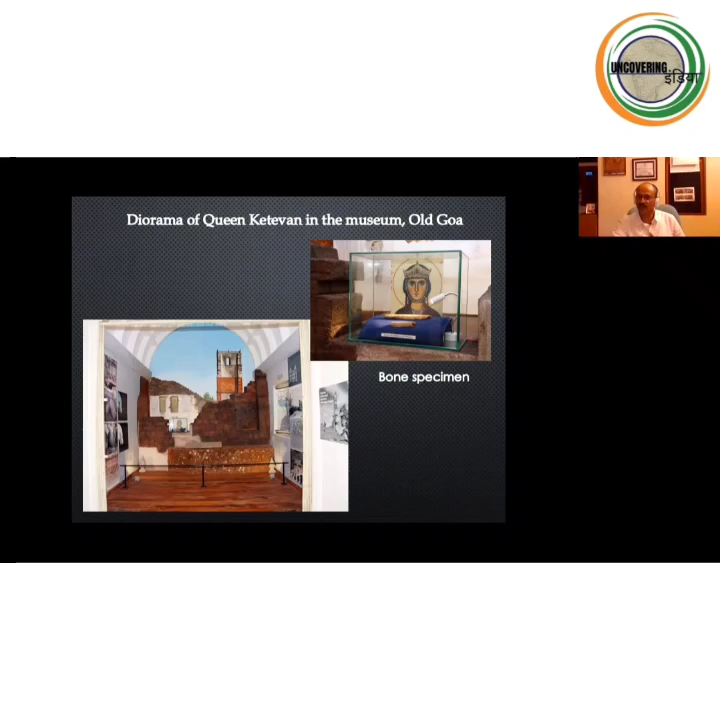 UNCOVERING
इंडिया
Diorama of Queen Ketevan in the museum, Old Goa
Bone specimen